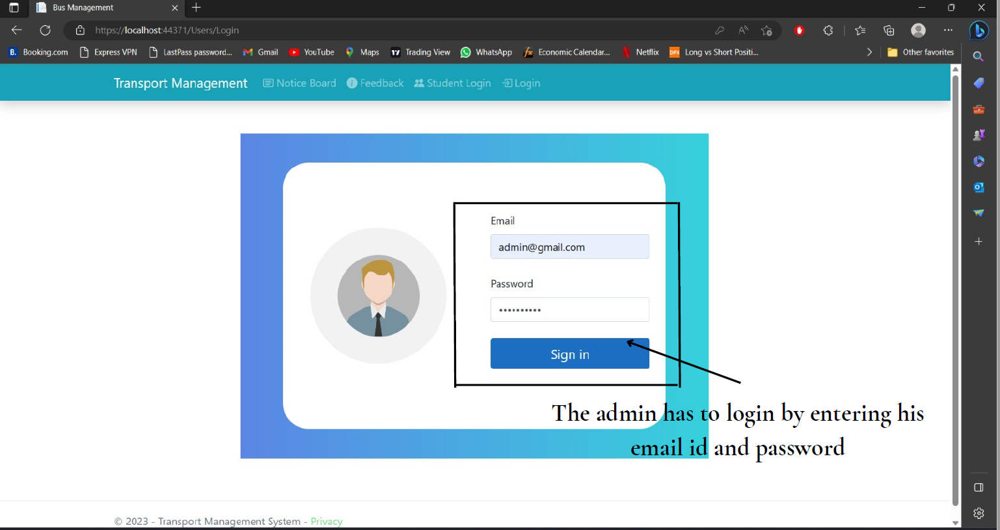 Bus Management
https://localhost:44371/Users/Login
Booking.com Express VPN LastPass password... Gmail YouTube Maps Trading View WhatsApp Economic Calendar... Netflix Long vs Short Positi... Other favorites
Transport Management Notice Board Feedback Student Login Login
Email
admin@gmail.com
Password
Sign in
The admin has to login by entering his
email id and password
© 2023 - Transport Management System - Privacy